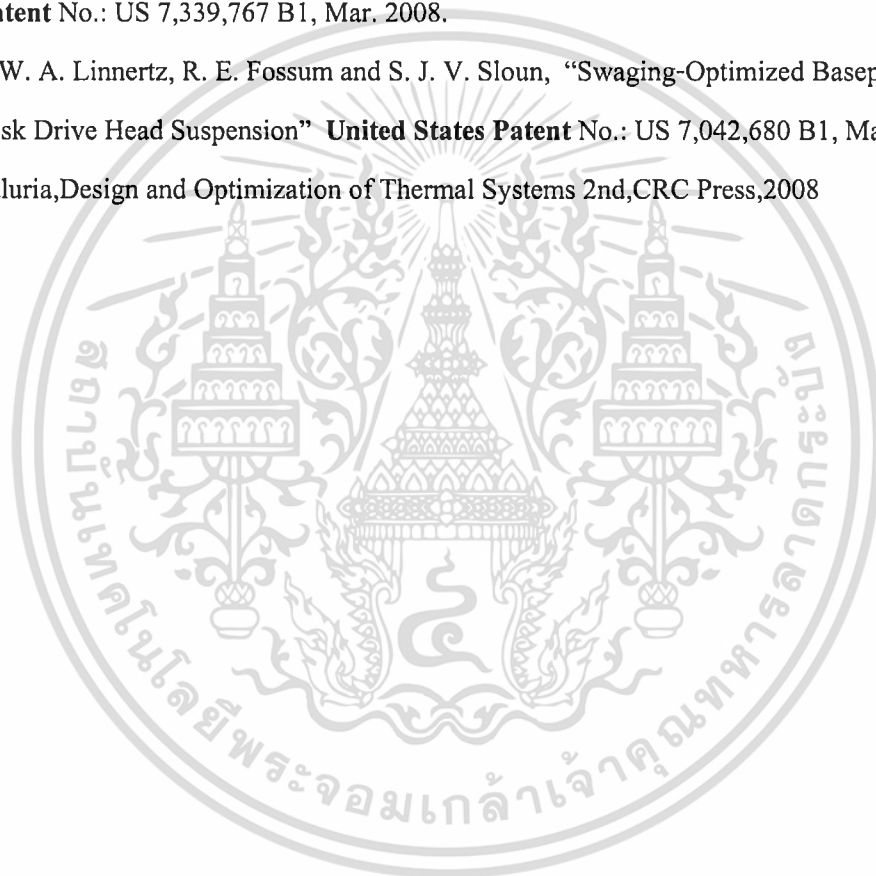 atent No.: US 7,339,767 B1, Mar. 2008.
W. A. Linnertz, R. E. Fossum and S. J. V. Sloun, “Swaging-Optimized Basep
sk Drive Head Suspension” United States Patent No.: US 7,042,680 B1, Ma
luria,Design and Optimization of Thermal Systems 2nd,CRC Press,2008
สถาบันเทคโนโลยีพระจอมเกล้าเจ้าคุณทหารลาดกระบัง